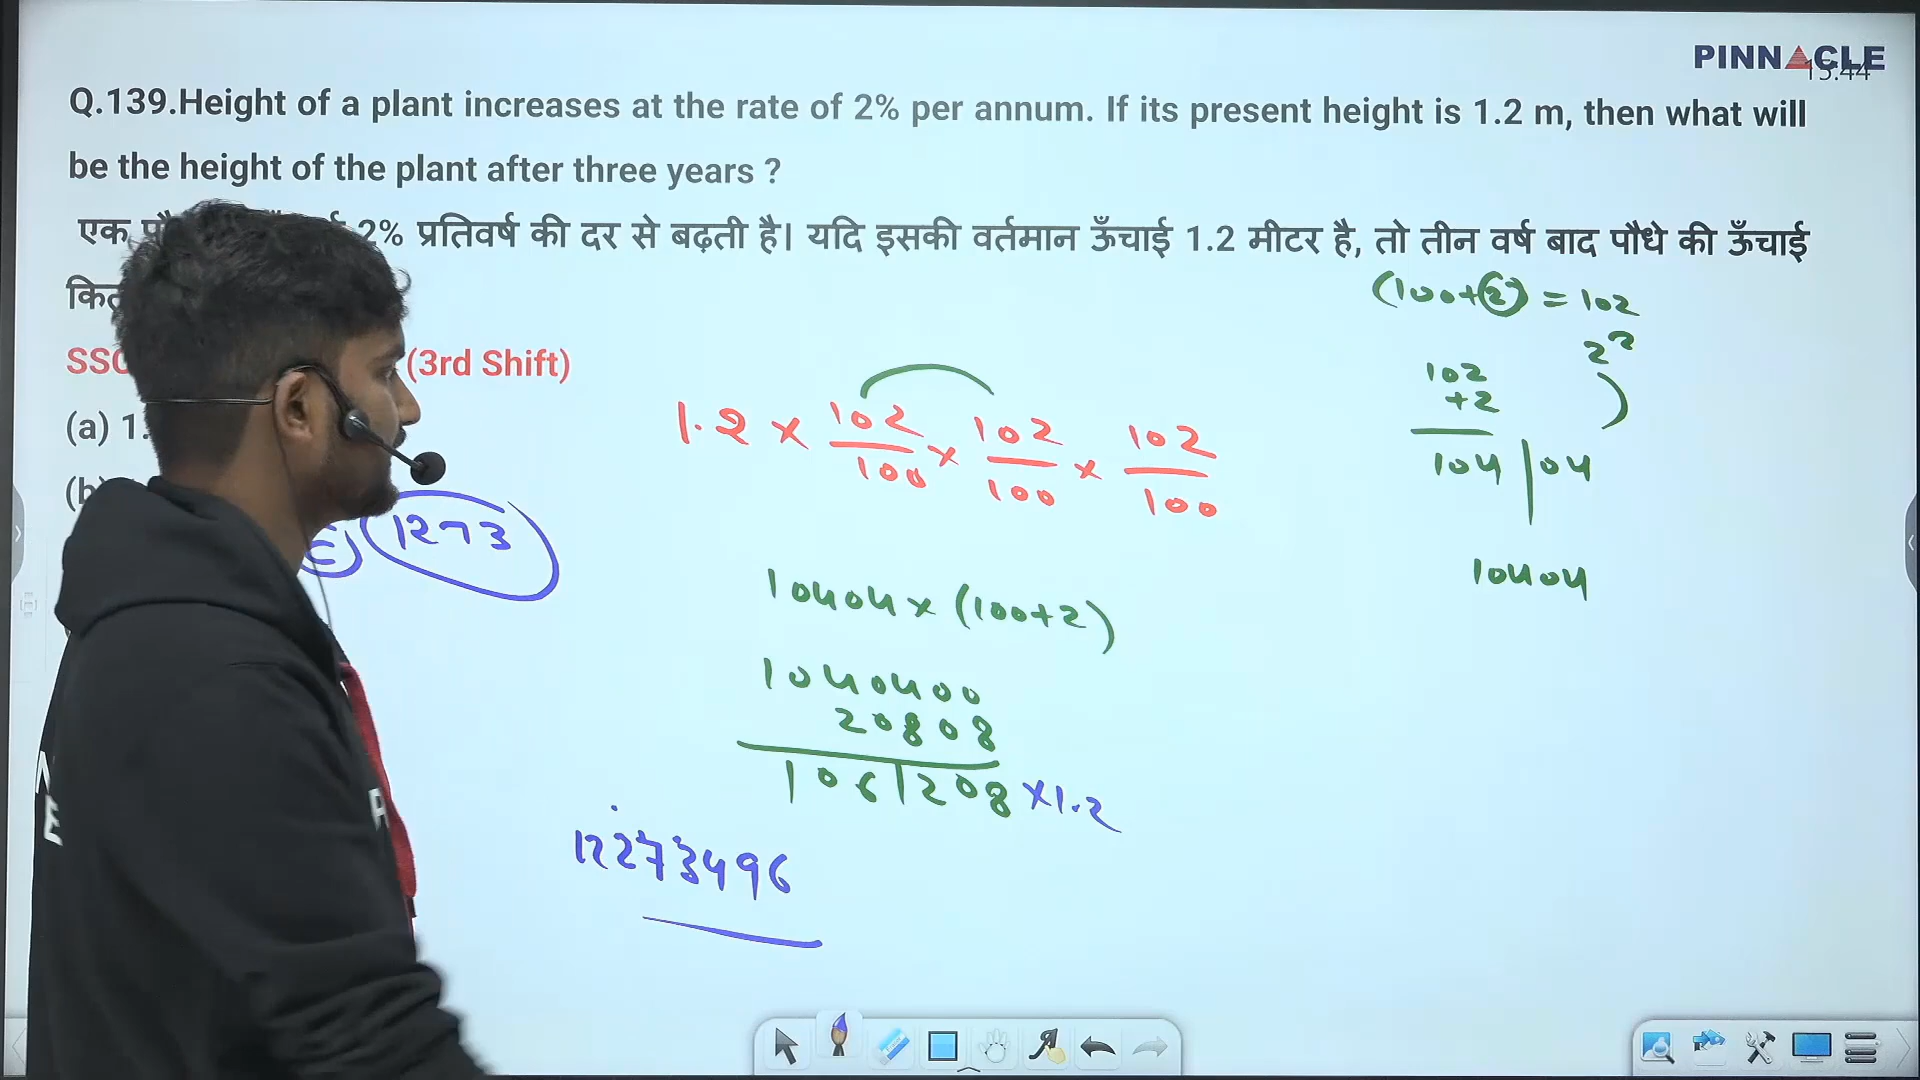 PINNACLE
15:44
Q.139.Height of a plant increases at the rate of 2% per annum. If its present height is 1.2 m, then what will
be the height of the plant after three years ?
एक 2% प्रतिवर्ष की दर से बढ़ती है। यदि इसकी वर्तमान ऊँचाई 1.2 मीटर है, तो तीन वर्ष बाद पौधे की ऊँचाई
(100+2) = 102
2²
102
+2
104 | 04
10404
(3rd Shift)
(a) 1.
1.2 × 102/100 × 102/100 × 102/100
1273
10404 × (100+2)
1040400
20808
1061208 ×1.2
12273496